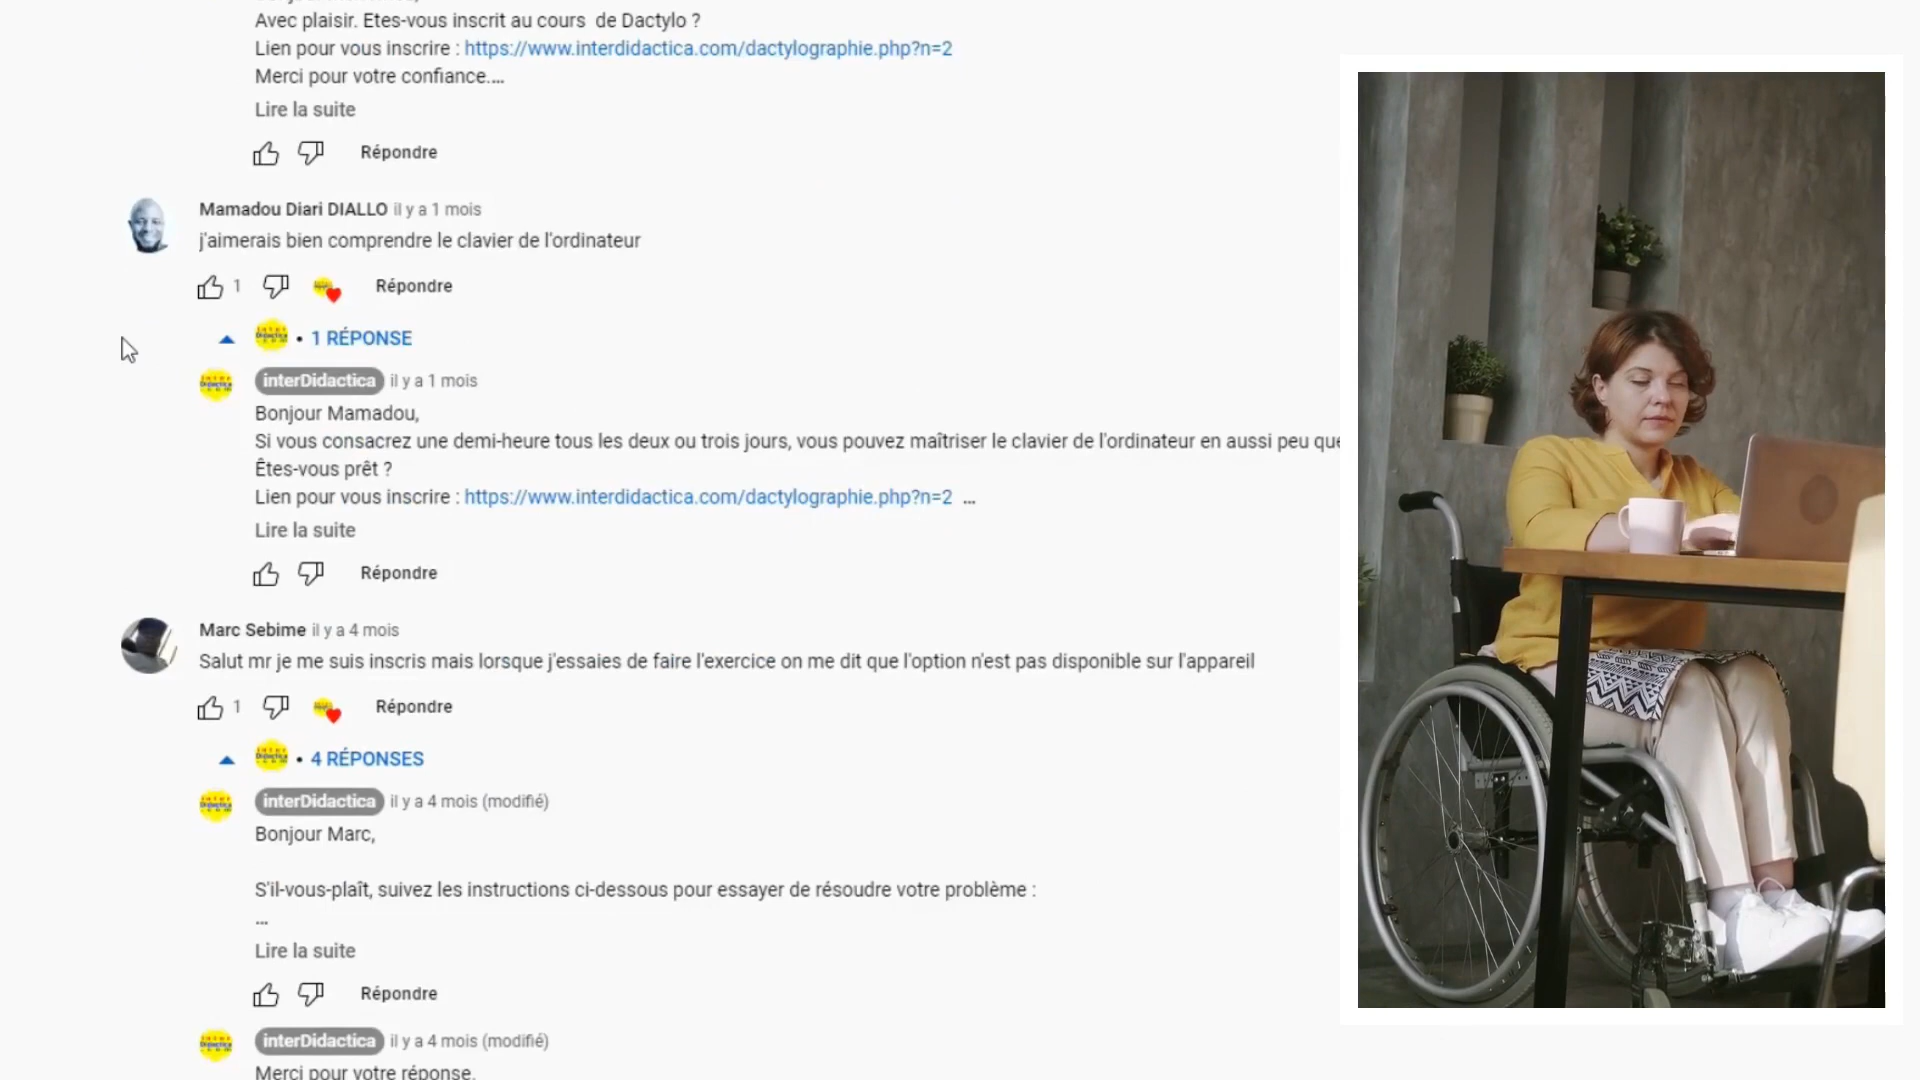 Avec plaisir. Etes-vous inscrit au cours de Dactylo ?
Lien pour vous inscrire : https://www.interdidactica.com/dactylographie.php?n=2
Merci pour votre confiance....
Lire la suite
Répondre
Mamadou Diari DIALLO il y a 1 mois
j'aimerais bien comprendre le clavier de l'ordinateur
1 Répondre
• 1 RÉPONSE
interDidactica il y a 1 mois
Bonjour Mamadou,
Si vous consacrez une demi-heure tous les deux ou trois jours, vous pouvez maîtriser le clavier de l'ordinateur en aussi peu que
Êtes-vous prêt ?
Lien pour vous inscrire : https://www.interdidactica.com/dactylographie.php?n=2 ...
Lire la suite
Répondre
Marc Sebime il y a 4 mois
Salut mr je me suis inscris mais lorsque j'essaies de faire l'exercice on me dit que l'option n'est pas disponible sur l'appareil
1 Répondre
• 4 RÉPONSES
interDidactica il y a 4 mois (modifié)
Bonjour Marc,
S'il-vous-plaît, suivez les instructions ci-dessous pour essayer de résoudre votre problème :
...
Lire la suite
Répondre
interDidactica il y a 4 mois (modifié)
Merci pour votre réponse.